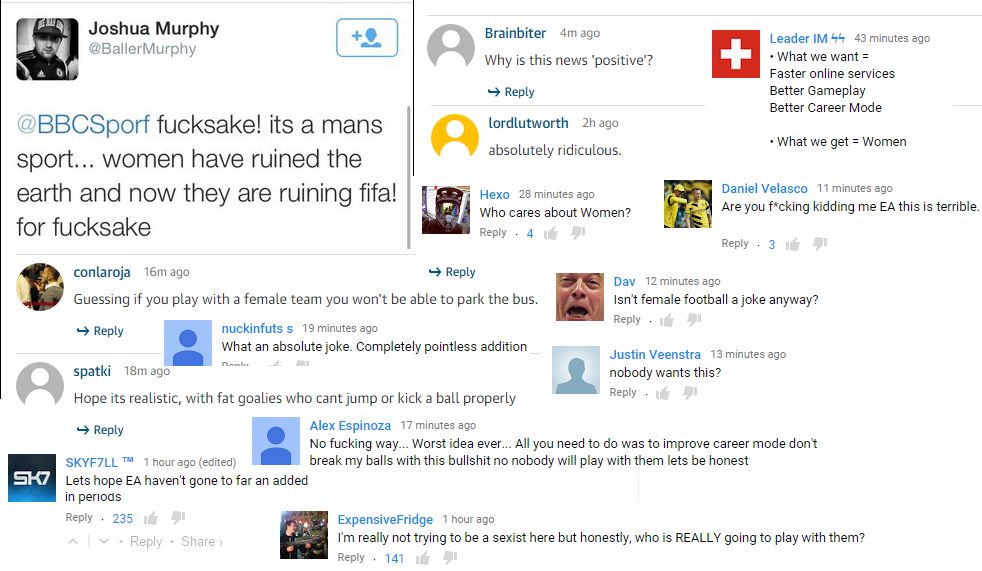 Joshua Murphy
@BallerMurphy
@BBCSporf fucksake! its a mans
sport... women have ruined the
earth and now they are ruining fifa!
for fucksake
Brainbiter 4m ago
Why is this news 'positive'?
Reply
lordlutworth 2h ago
absolutely ridiculous.
Reply
Leader IM ϟϟ 43 minutes ago
• What we want =
Faster online services
Better Gameplay
Better Career Mode
• What we get = Women
Hexo 28 minutes ago
Who cares about Women?
Reply · 4
Daniel Velasco 11 minutes ago
Are you f*cking kidding me EA this is terrible.
Reply · 3
conlaroja 16m ago
Guessing if you play with a female team you won't be able to park the bus.
Reply
Dav 12 minutes ago
Isn't female football a joke anyway?
Reply ·
nuckinfuts s 19 minutes ago
What an absolute joke. Completely pointless addition
Reply
Justin Veenstra 13 minutes ago
nobody wants this?
Reply ·
spatki 18m ago
Hope its realistic, with fat goalies who cant jump or kick a ball properly
Reply
Alex Espinoza 17 minutes ago
No fucking way... Worst idea ever... All you need to do was to improve career mode don't
break my balls with this bullshit no nobody will play with them lets be honest
SK7
SKYF7LL ™ 1 hour ago (edited)
Lets hope EA haven't gone to far an added
in periods
Reply · 235
• Reply • Share ›
ExpensiveFridge 1 hour ago
I'm really not trying to be a sexist here but honestly, who is REALLY going to play with them?
Reply · 141